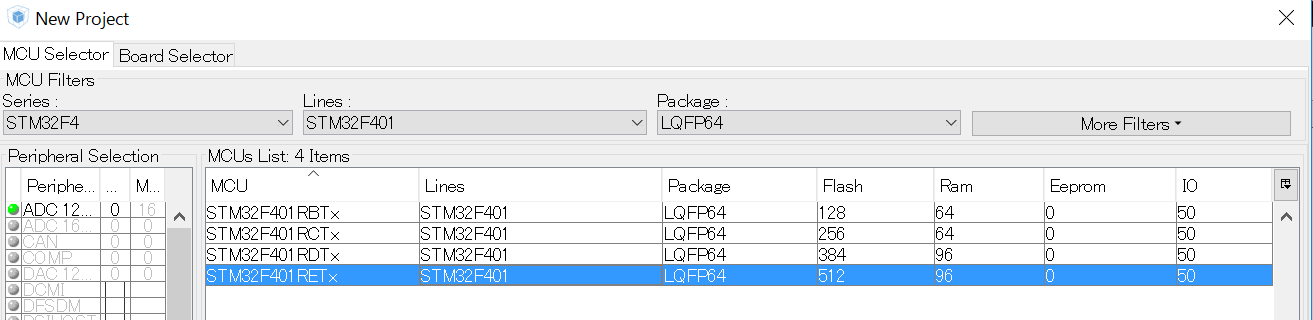 New Project
MCU Selector Board Selector
MCU Filters
Series : Lines : Package :
STM32F4 STM32F401 LQFP64 More Filters
Peripheral Selection MCUs List: 4 Items
Periphe... ... M... MCU Lines Package Flash Ram Eeprom IO
ADC 12... 0 16 STM32F401RBTx STM32F401 LQFP64 128 64 0 50
ADC 16... 0 0 STM32F401RCTx STM32F401 LQFP64 256 64 0 50
CAN 0 0
COMP 0 0 STM32F401RDTx STM32F401 LQFP64 384 96 0 50
DAC 12... 0 0 STM32F401RETx STM32F401 LQFP64 512 96 0 50
DCMI
DFSDM